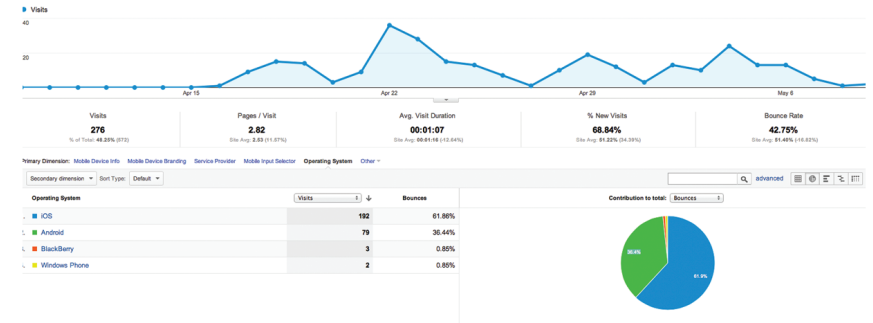 Visits
40
20
Apr 15
Apr 22
Apr 29
May 6
Visits
276
% of Total: 48.25% (572)
Pages / Visit
2.82
Site Avg: 2.53 (11.57%)
Avg. Visit Duration
00:01:07
Site Avg: 00:01:16 (-12.64%)
% New Visits
68.84%
Site Avg: 51.22% (34.39%)
Bounce Rate
42.75%
Site Avg: 51.40% (-16.82%)
Primary Dimension: Mobile Device Info Mobile Device Branding Service Provider Mobile Input Selector Operating System Other
Secondary dimension Sort Type: Default advanced
Operating System Visits Bounces Contribution to total: Bounces
iOS 192 61.86%
Android 79 36.44%
BlackBerry 3 0.85%
Windows Phone 2 0.85%
36.4%
61.9%